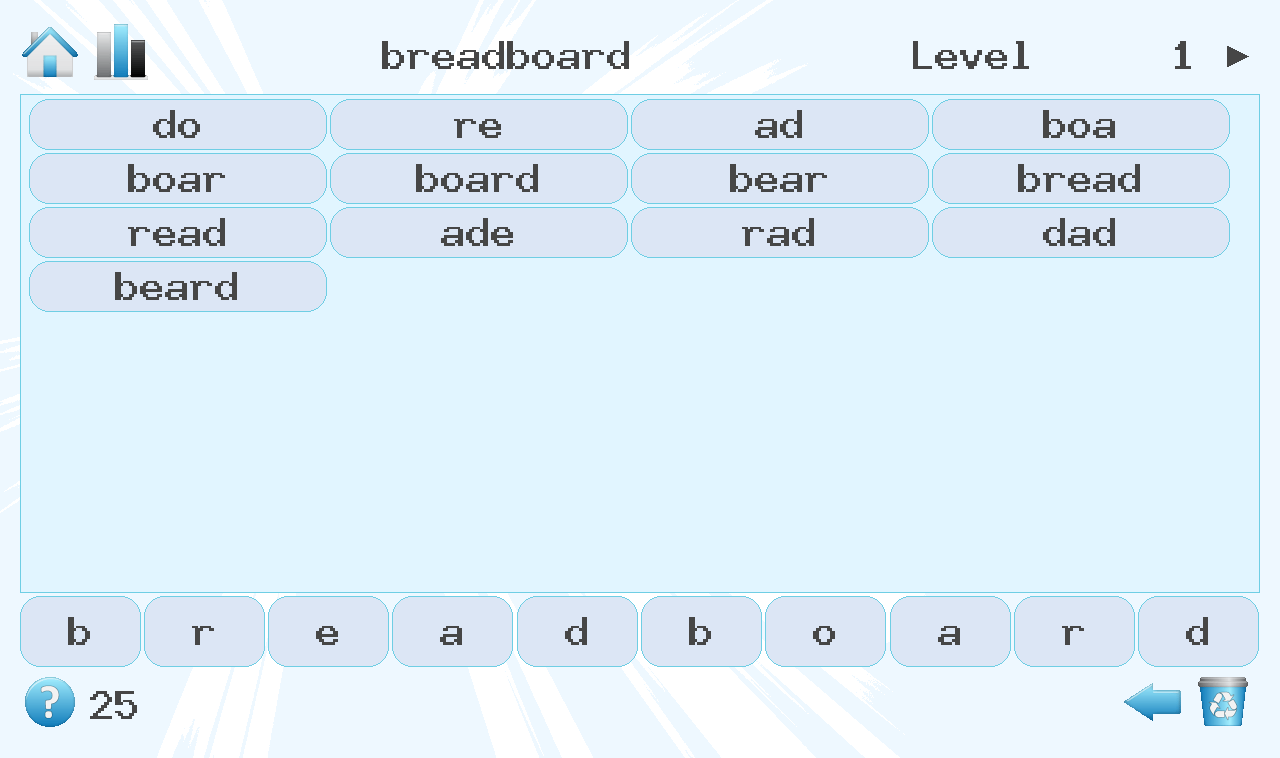 breadboard Level 1
do re ad boa
boar board bear bread
read ade rad dad
beard
b r e a d b o a r d
? 25